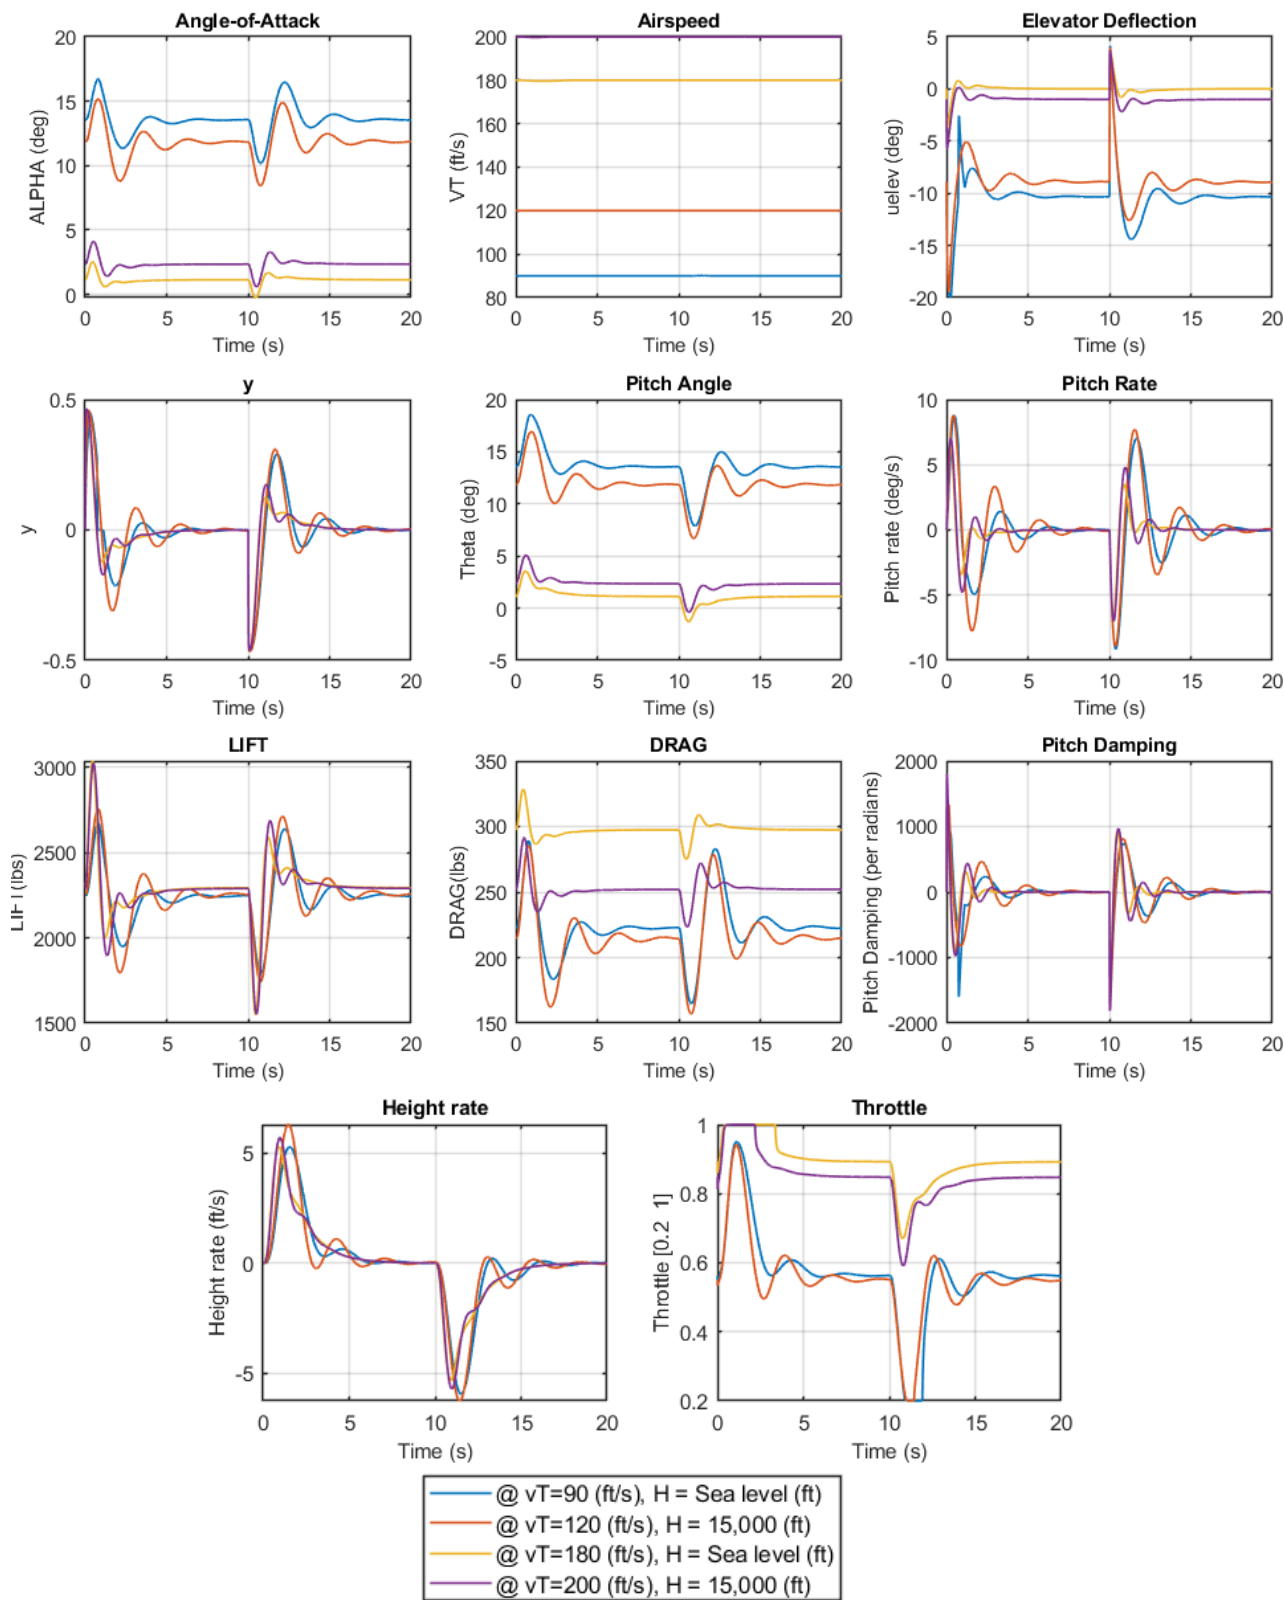 Angle-of-Attack
20
15
10
5
0
ALPHA (deg)
0 5 10 15 20
Time (s)
Airspeed
200
180
160
140
120
100
80
VT (ft/s)
0 5 10 15 20
Time (s)
Elevator Deflection
5
0
-5
-10
-15
-20
uelev (deg)
0 5 10 15 20
Time (s)
y
0.5
0
-0.5
y
0 5 10 15 20
Time (s)
Pitch Angle
20
15
10
5
0
-5
Theta (deg)
0 5 10 15 20
Time (s)
Pitch Rate
10
5
0
-5
-10
Pitch rate (deg/s)
0 5 10 15 20
Time (s)
LIFT
3000
2500
2000
1500
LIFT(lbs)
0 5 10 15 20
Time (s)
DRAG
350
300
250
200
150
DRAG(lbs)
0 5 10 15 20
Time (s)
Pitch Damping
2000
1000
0
-1000
-2000
Pitch Damping (per radians)
0 5 10 15 20
Time (s)
Height rate
5
0
-5
Height rate (ft/s)
0 5 10 15 20
Time (s)
Throttle
1
0.8
0.6
0.4
0.2
Throttle [0.2 1]
0 5 10 15 20
Time (s)
@ vT=90 (ft/s), H = Sea level (ft)
@ vT=120 (ft/s), H = 15,000 (ft)
@ vT=180 (ft/s), H = Sea level (ft)
@ vT=200 (ft/s), H = 15,000 (ft)